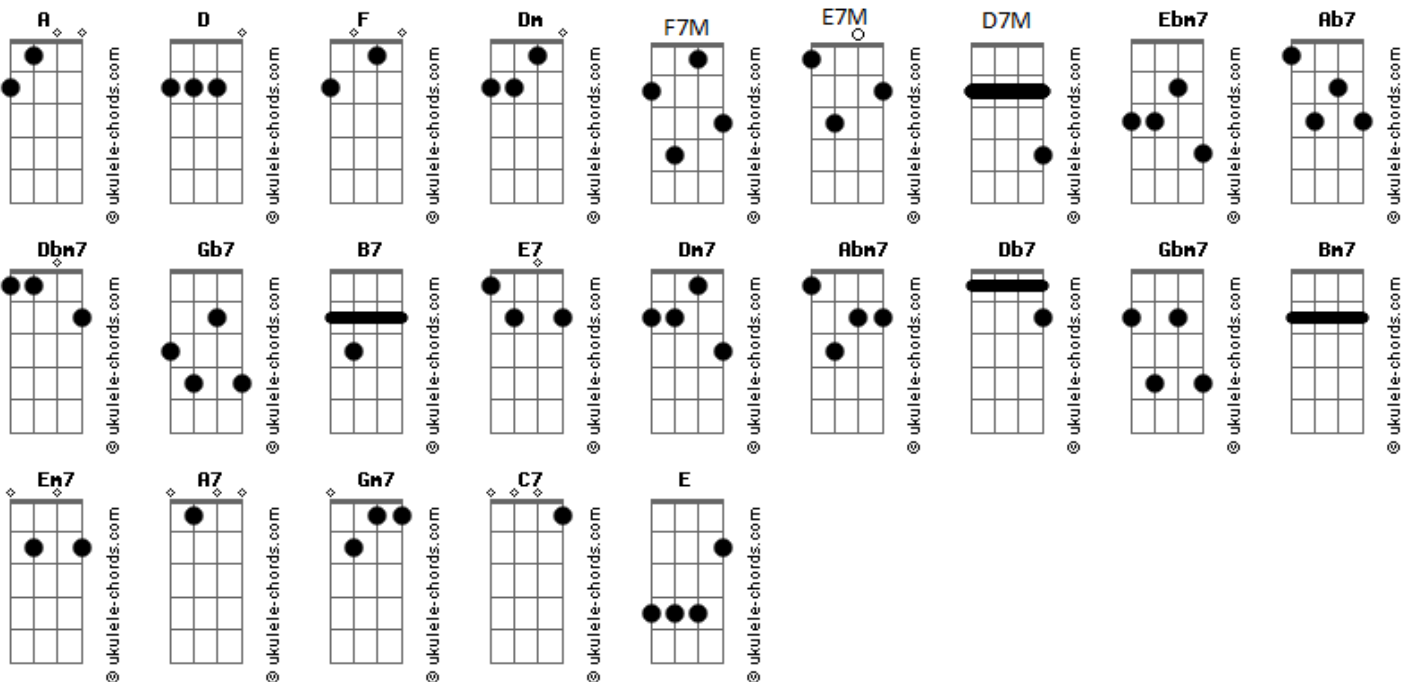 A D F Dm F7M E7M D7M Ebm7 Ab7
© ukulele-chords.com © ukulele-chords.com © ukulele-chords.com © ukulele-chords.com © ukulele-chords.com © ukulele-chords.com © ukulele-chords.com © ukulele-chords.com © ukulele-chords.com
Dbm7 Gb7 B7 E7 Dm7 Abm7 Db7 Gbm7 Bm7
© ukulele-chords.com © ukulele-chords.com © ukulele-chords.com © ukulele-chords.com © ukulele-chords.com © ukulele-chords.com © ukulele-chords.com © ukulele-chords.com © ukulele-chords.com
Em7 A7 Gm7 C7 E
© ukulele-chords.com © ukulele-chords.com © ukulele-chords.com © ukulele-chords.com © ukulele-chords.com